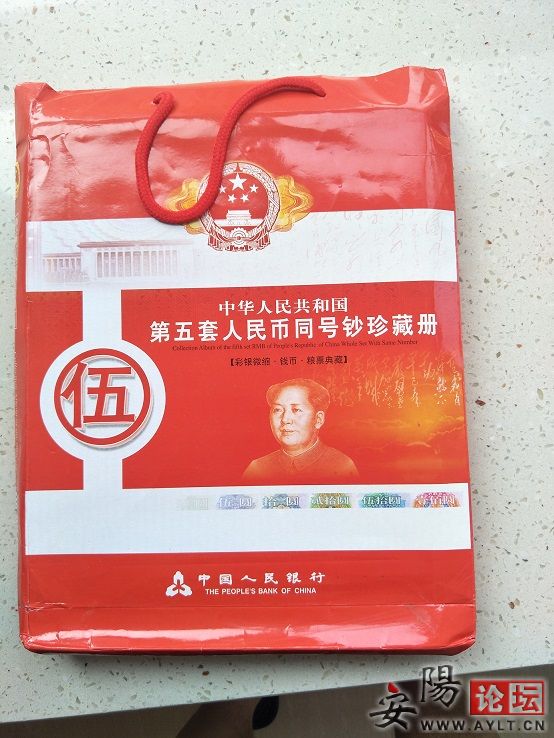 中华人民共和国
第五套人民币同号钞珍藏册
Collection Album of the fifth set RMB of People's Republic of China Whole Set With Same Number
【彩银微缩·钱币·粮票典藏】
伍
伍圆 拾圆 贰拾圆 伍拾圆 壹佰圆
中国人民银行
THE PEOPLE'S BANK OF CHINA
安陽论坛
WWW.AYLT.CN